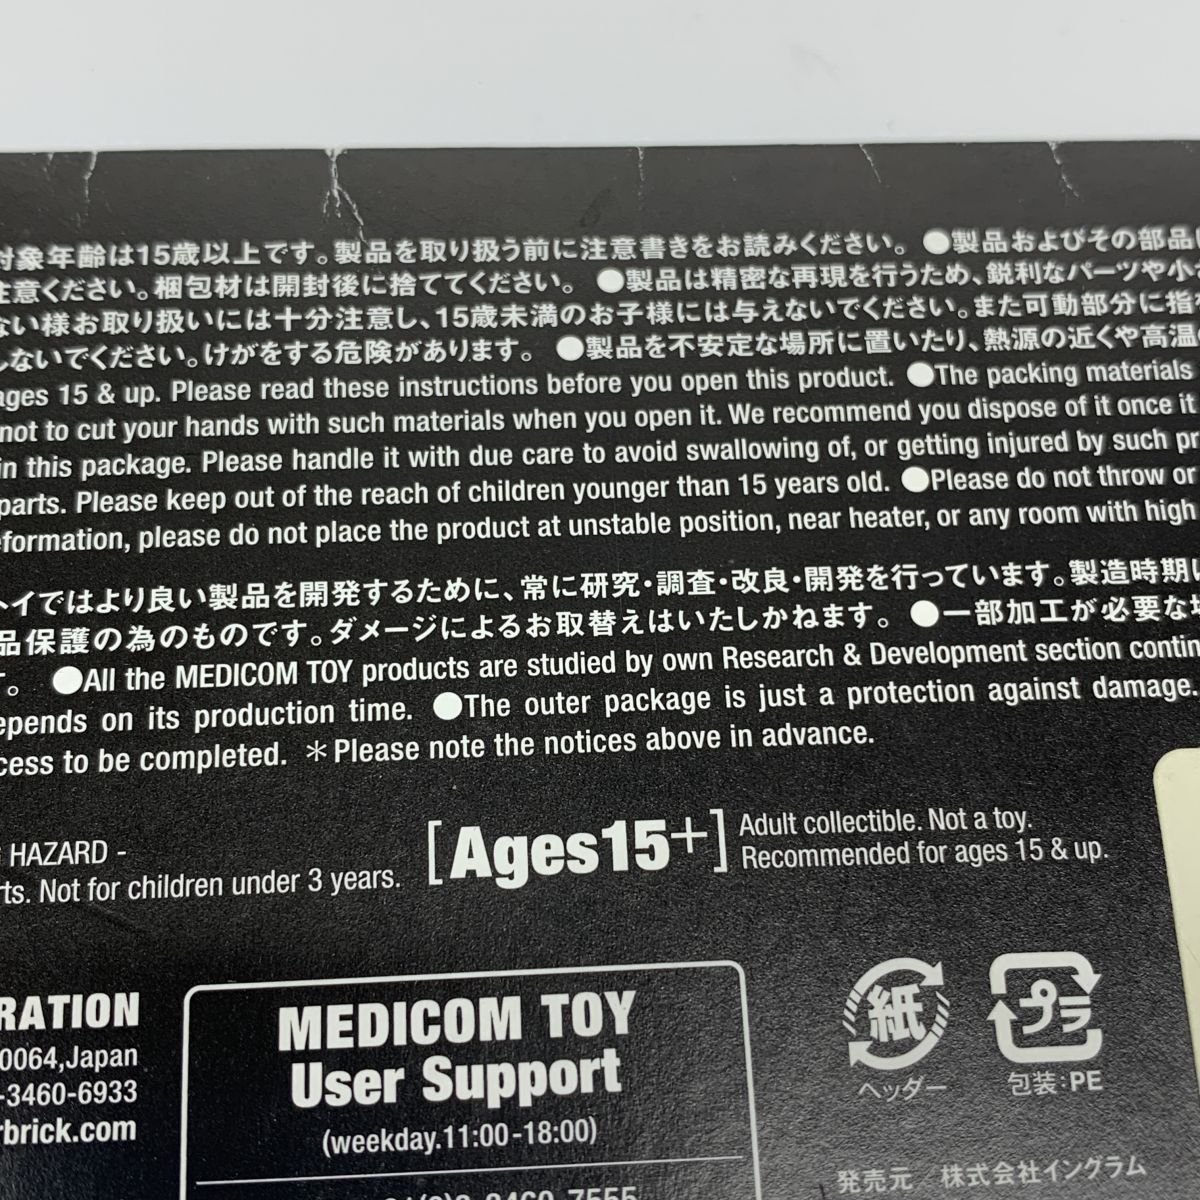 対象年齢は15歳以上です。製品を取り扱う前に注意書きをお読みください。 ●製品およびその部品は
注意ください。梱包材は開封後に捨ててください。 ●製品は精密な再現を行うため、鋭利なパーツや小さ
ない様お取り扱いには十分注意し、15歳未満のお子様には与えないでください。また可動部分に指
しないでください。けがをする危険があります。 ●製品を不安定な場所に置いたり、熱源の近くや高温
ages 15 & up. Please read these instructions before you open this product. ●The packing materials
not to cut your hands with such materials when you open it. We recommend you dispose of it once it
in this package. Please handle it with due care to avoid swallowing of, or getting injured by such pr
parts. Please keep out of the reach of children younger than 15 years old. ●Please do not throw or
eformation, please do not place the product at unstable position, near heater, or any room with high
トイではより良い製品を開発するために、常に研究・調査・改良・開発を行っています。製造時期に
品保護の為のものです。ダメージによるお取替えはいたしかねます。 ●一部加工が必要な場
す。 ●All the MEDICOM TOY products are studied by own Research & Development section contin
epends on its production time. ●The outer package is just a protection against damage.
cess to be completed. ＊Please note the notices above in advance.
HAZARD -
rts. Not for children under 3 years.
[Ages15+]
Adult collectible. Not a toy.
Recommended for ages 15 & up.
RATION
0064,Japan
-3460-6933
rbrick.com
MEDICOM TOY
User Support
(weekday.11:00-18:00)
紙
ヘッダー
プラ
包装:PE
発売元 株式会社イングラム